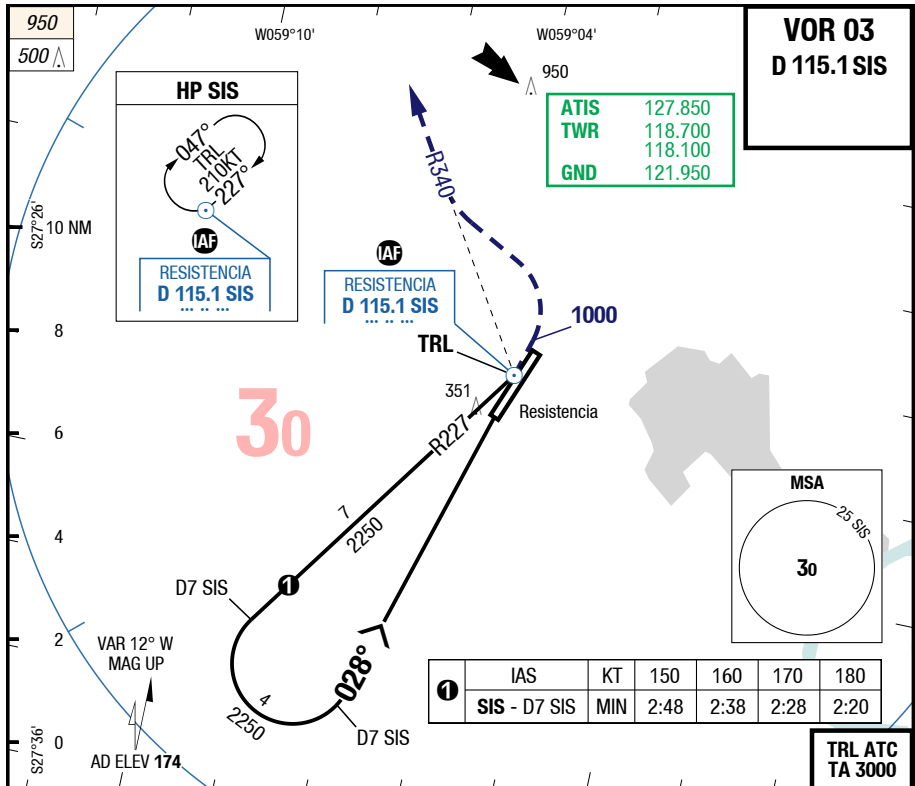 950
500
W059°10'
W059°04'
VOR 03
D 115.1 SIS
950
ATIS 127.850
TWR 118.700
118.100
GND 121.950
HP SIS
047°
TRL
210KT
227°
IAF
RESISTENCIA
D 115.1 SIS
IAF
RESISTENCIA
D 115.1 SIS
R340
S27°26'
10 NM
8
6
4
2
0
S27°36'
1000
TRL
351
Resistencia
R227
30
7
2250
1
D7 SIS
4
2250
D7 SIS
028°
MSA
25 SIS
30
VAR 12° W
MAG UP
AD ELEV 174
1 IAS KT 150 160 170 180
SIS - D7 SIS MIN 2:48 2:38 2:28 2:20
TRL ATC
TA 3000